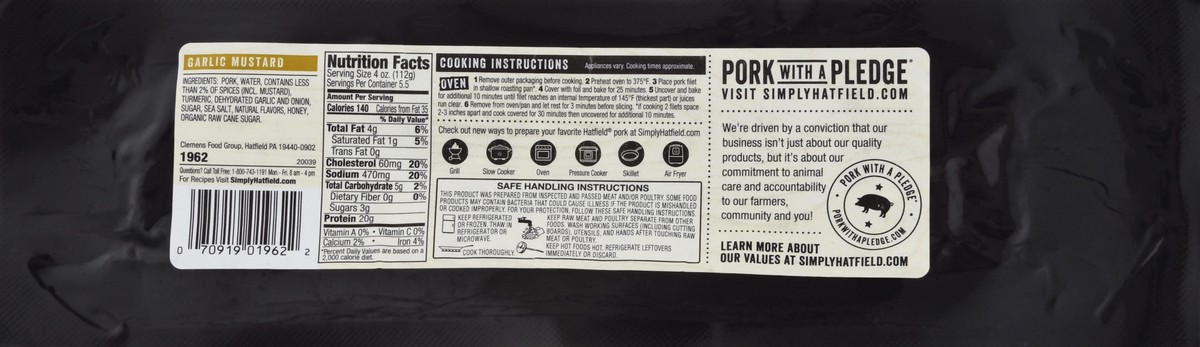 GARLIC MUSTARD
INGREDIENTS: PORK, WATER, CONTAINS LESS
THAN 2% OF SPICES (INCL. MUSTARD),
TURMERIC, DEHYDRATED GARLIC AND ONION,
SUGAR, SEA SALT, NATURAL FLAVORS, HONEY,
ORGANIC RAW CANE SUGAR.
Clemens Food Group, Hatfield PA 19440-0902
1962
20039
Questions? Call Toll Free: 1-800-743-1191 Mon.- Fri. 8 am - 4 pm
For Recipes Visit SimplyHatfield.com
0 70919 01962 2
Nutrition Facts
Serving Size 4 oz. (112g)
Servings Per Container 5.5
Amount Per Serving
Calories 140 Calories from Fat 35
% Daily Value*
Total Fat 4g 6%
Saturated Fat 1g 5%
Trans Fat 0g
Cholesterol 60mg 20%
Sodium 470mg 20%
Total Carbohydrate 5g 2%
Dietary Fiber 0g 0%
Sugars 3g
Protein 20g
Vitamin A 0% • Vitamin C 0%
Calcium 2% • Iron 4%
*Percent Daily Values are based on a
2,000 calorie diet.
COOKING INSTRUCTIONS Appliances vary. Cooking times approximate.
OVEN 1 Remove outer packaging before cooking. 2 Preheat oven to 375°F. 3 Place pork filet
in shallow roasting pan*. 4 Cover with foil and bake for 25 minutes. 5 Uncover and bake
for additional 10 minutes until filet reaches an internal temperature of 145°F (thickest part) or juices
run clear. 6 Remove from oven/pan and let rest for 3 minutes before slicing. *If cooking 2 filets space
2-3 inches apart and cook covered for 30 minutes then uncovered for additional 10 minutes.
Check out new ways to prepare your favorite Hatfield® pork at SimplyHatfield.com
Grill Slow Cooker Oven Pressure Cooker Skillet Air Fryer
SAFE HANDLING INSTRUCTIONS
THIS PRODUCT WAS PREPARED FROM INSPECTED AND PASSED MEAT AND/OR POULTRY. SOME FOOD
PRODUCTS MAY CONTAIN BACTERIA THAT COULD CAUSE ILLNESS IF THE PRODUCT IS MISHANDLED
OR COOKED IMPROPERLY. FOR YOUR PROTECTION, FOLLOW THESE SAFE HANDLING INSTRUCTIONS.
KEEP REFRIGERATED
OR FROZEN. THAW IN
REFRIGERATOR OR
MICROWAVE.
COOK THOROUGHLY.
KEEP RAW MEAT AND POULTRY SEPARATE FROM OTHER
FOODS. WASH WORKING SURFACES (INCLUDING CUTTING
BOARDS), UTENSILS, AND HANDS AFTER TOUCHING RAW
MEAT OR POULTRY.
KEEP HOT FOODS HOT. REFRIGERATE LEFTOVERS
IMMEDIATELY OR DISCARD.
PORK WITH A PLEDGE®
VISIT SIMPLYHATFIELD.COM
We're driven by a conviction that our
business isn't just about our quality
products, but it's about our
commitment to animal
care and accountability
to our farmers,
community and you!
PORK WITH A PLEDGE®
PORKWITHAPLEDGE.COM
LEARN MORE ABOUT
OUR VALUES AT SIMPLYHATFIELD.COM